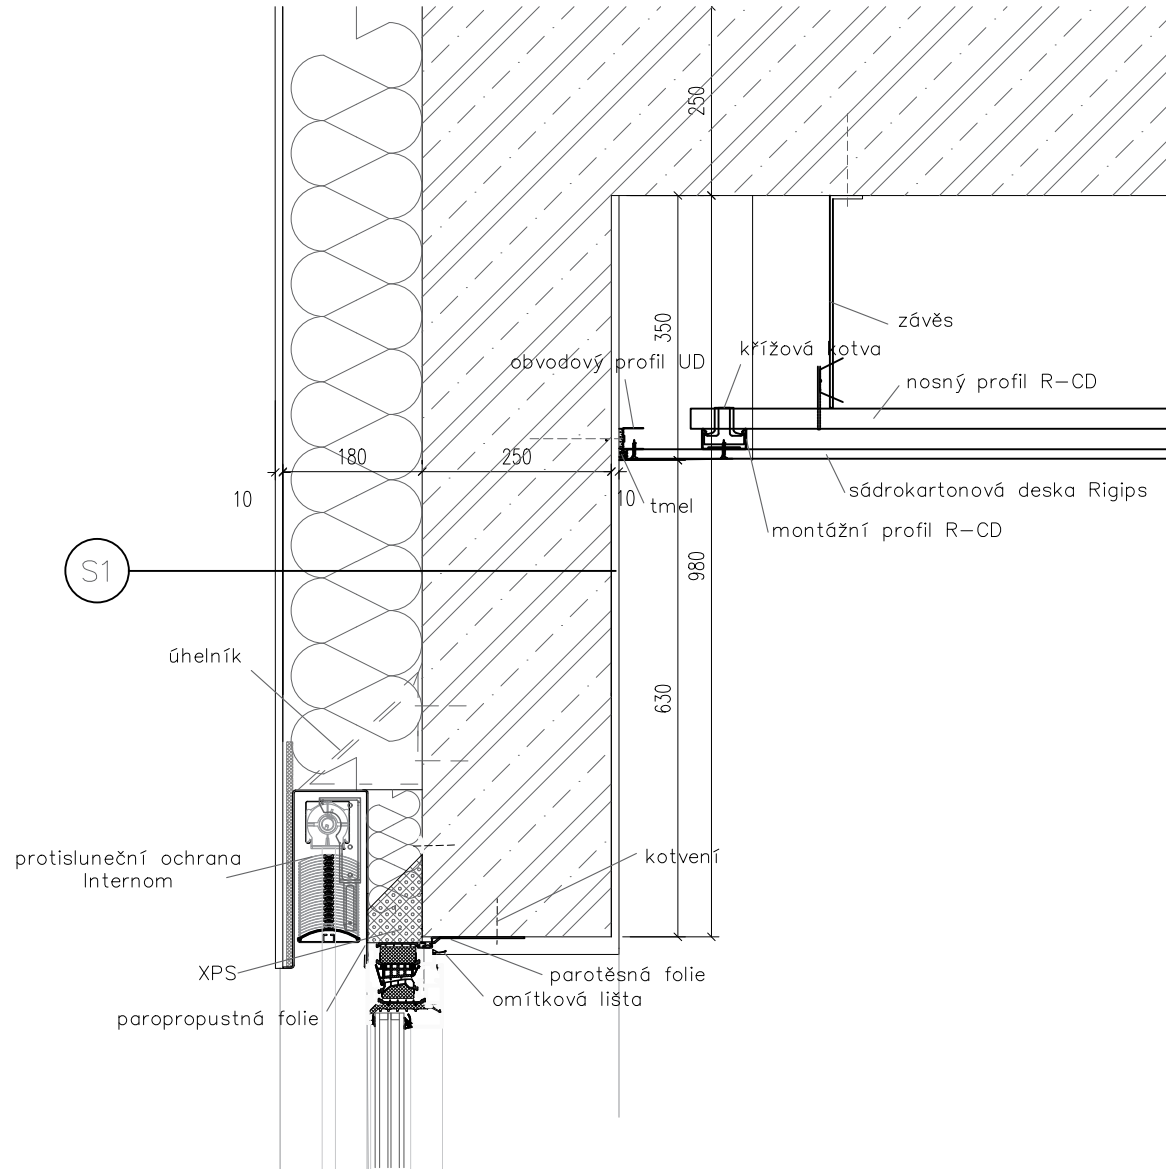 250
350
závěs
křížová kotva
obvodový profil UD
nosný profil R-CD
180
250
10
10
tmel
sádrokartonová deska Rigips
montážní profil R-CD
980
S1
úhelník
630
protisluneční ochrana
Internom
kotvení
XPS
parotěsná folie
omítková lišta
paropropustná folie